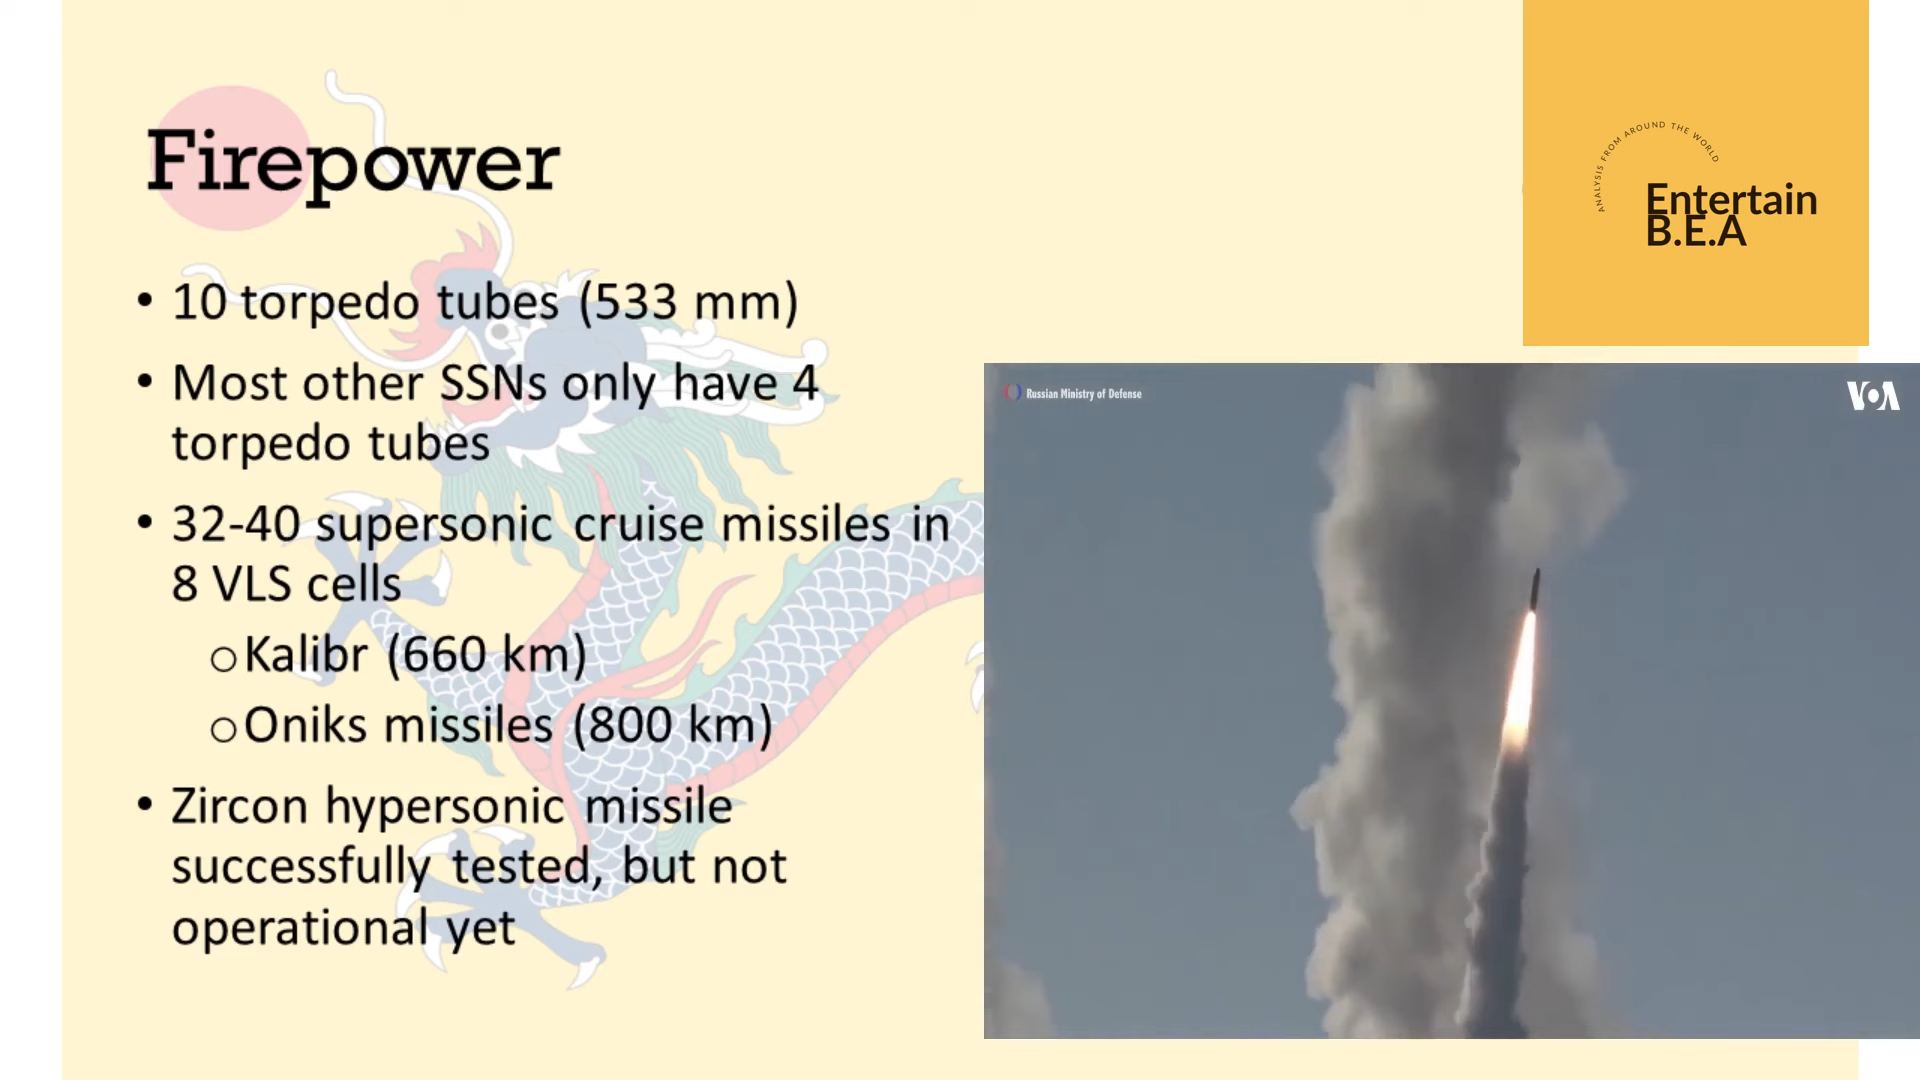 Firepower
• 10 torpedo tubes (533 mm)
• Most other SSNs only have 4
torpedo tubes
• 32-40 supersonic cruise missiles in
8 VLS cells
○ Kalibr (660 km)
○ Oniks missiles (800 km)
• Zircon hypersonic missile
successfully tested, but not
operational yet
ANALYSIS FROM AROUND THE WORLD
Entertain
B.E.A
Russian Ministry of Defense
VOA